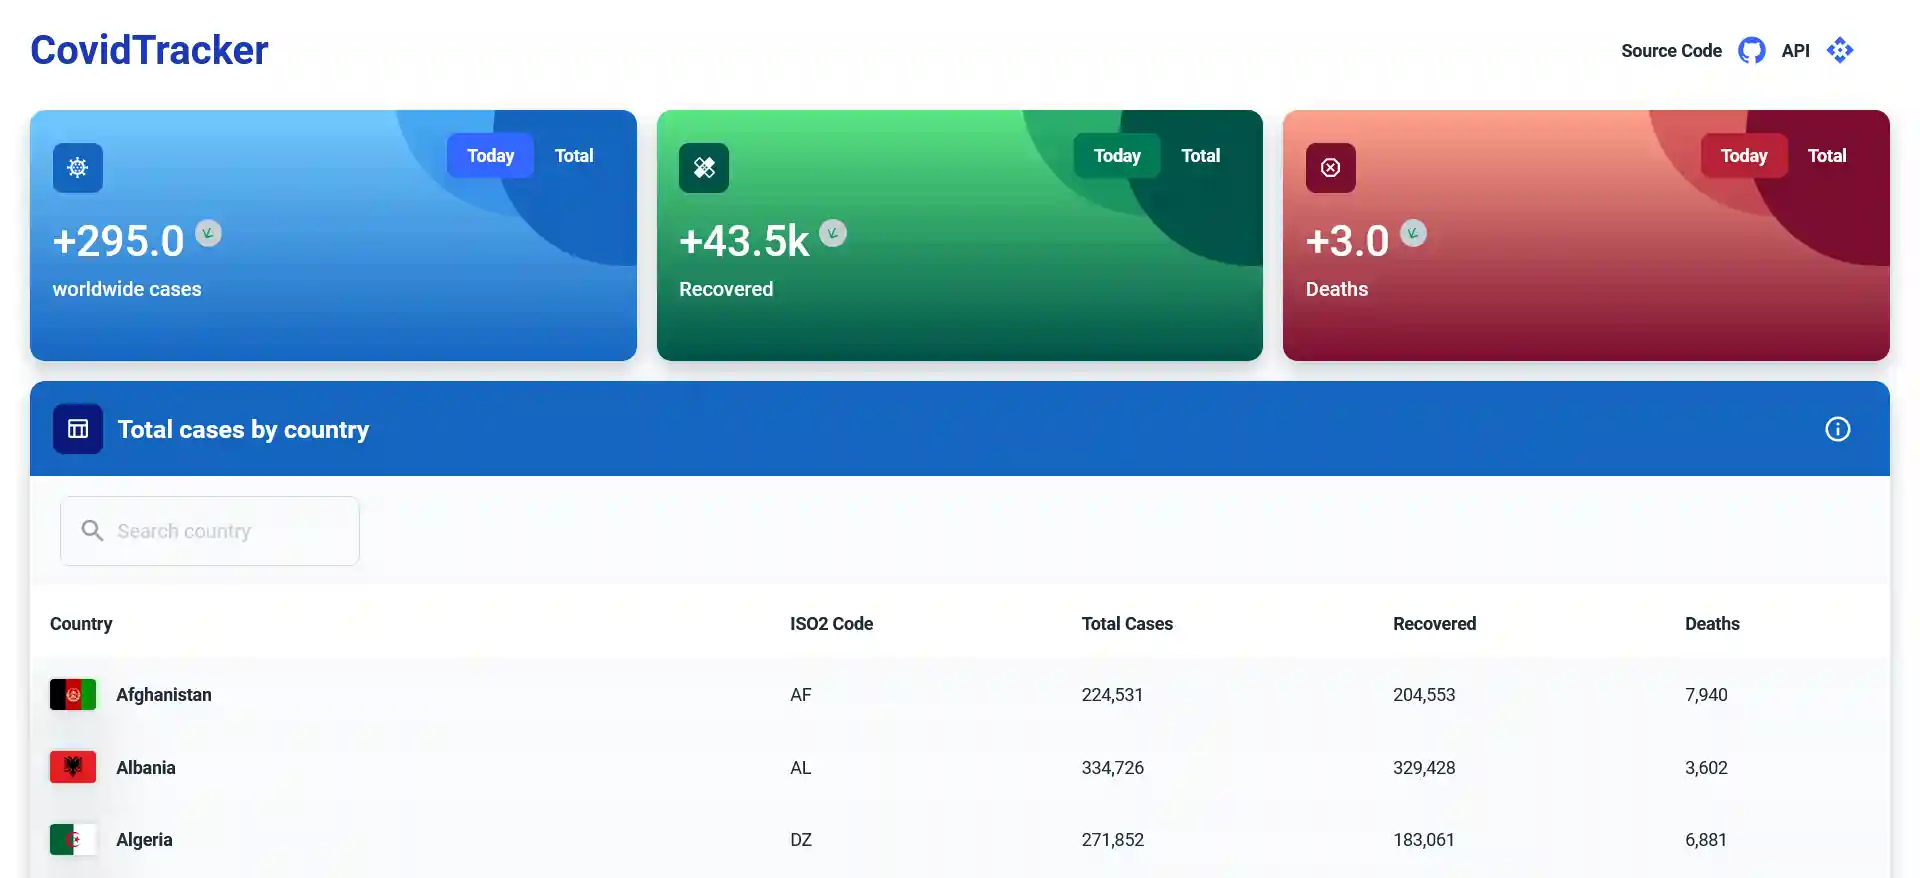 CovidTracker
Source Code API
Today Total
+295.0
worldwide cases
Today Total
+43.5k
Recovered
Today Total
+3.0
Deaths
Total cases by country
Search country
Country ISO2 Code Total Cases Recovered Deaths
Afghanistan AF 224,531 204,553 7,940
Albania AL 334,726 329,428 3,602
Algeria DZ 271,852 183,061 6,881